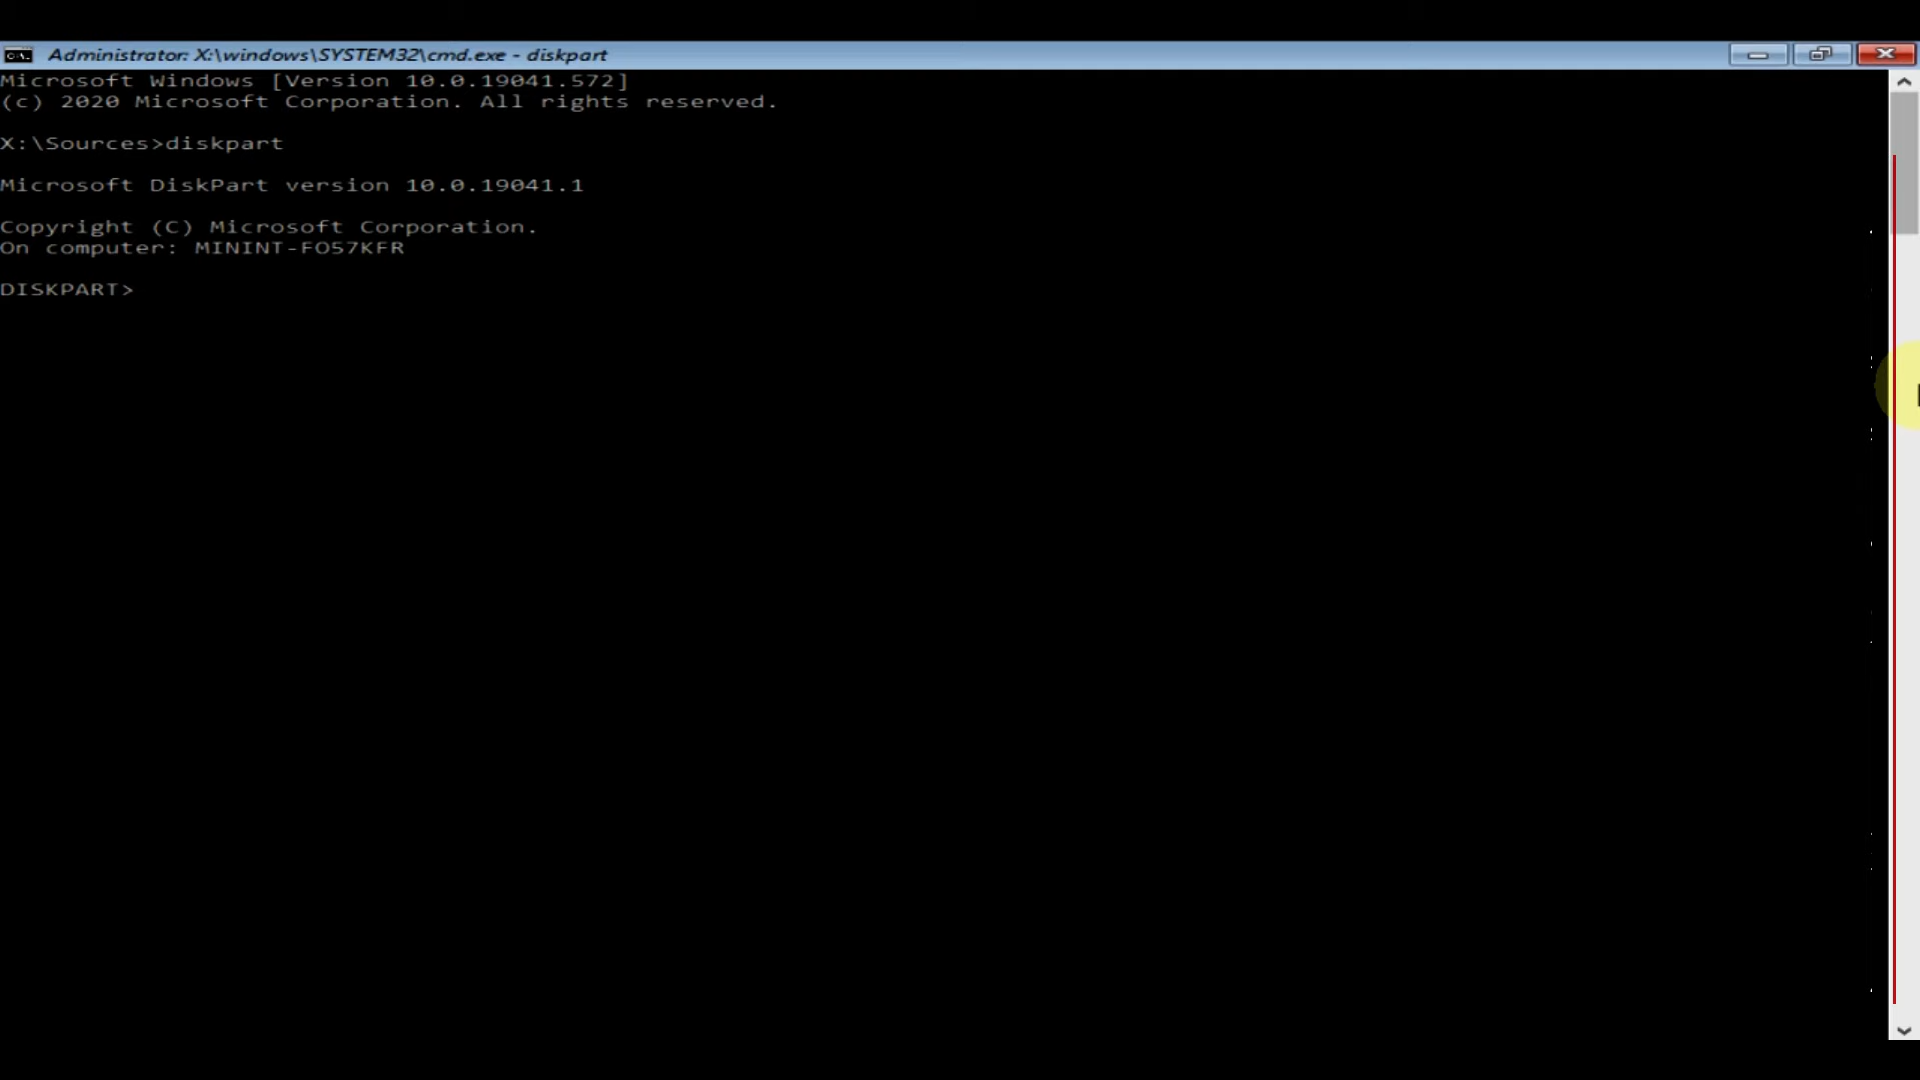 Administrator: X:\windows\SYSTEM32\cmd.exe - diskpart
Microsoft Windows [Version 10.0.19041.572]
(c) 2020 Microsoft Corporation. All rights reserved.
X:\Sources>diskpart
Microsoft DiskPart version 10.0.19041.1
Copyright (C) Microsoft Corporation.
On computer: MININT-FO57KFR
DISKPART>